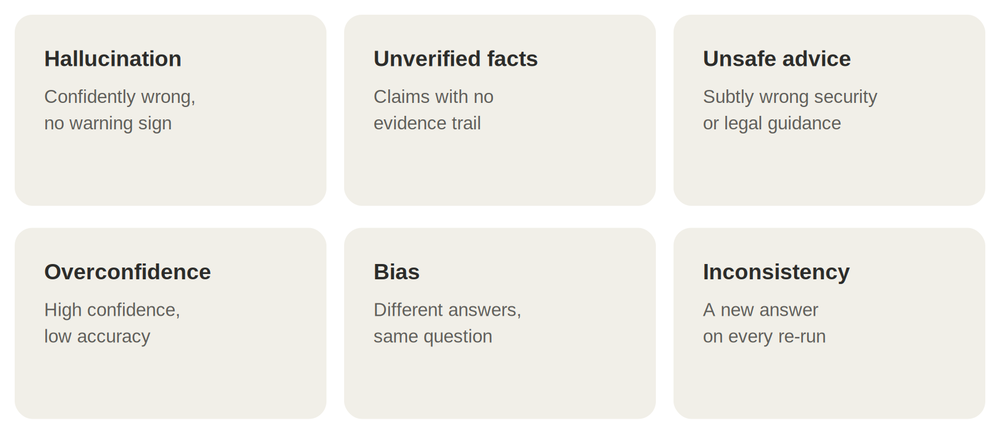 Hallucination
Confidently wrong,
no warning sign
Unverified facts
Claims with no
evidence trail
Unsafe advice
Subtly wrong security
or legal guidance
Overconfidence
High confidence,
low accuracy
Bias
Different answers,
same question
Inconsistency
A new answer
on every re-run